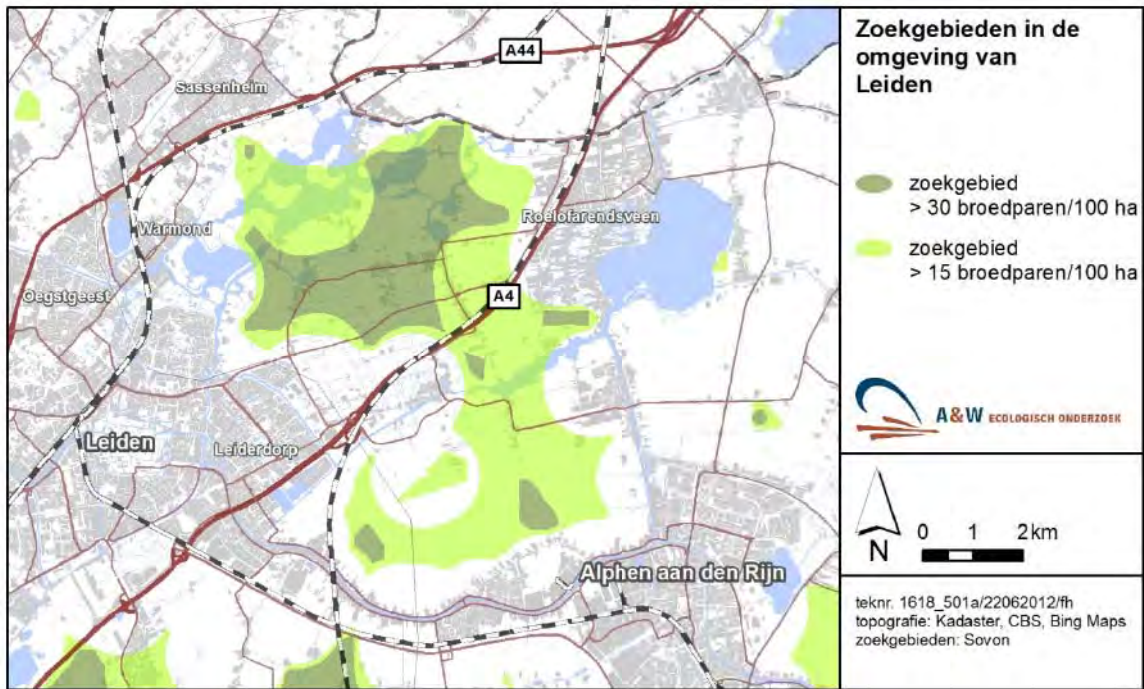 Zoekgebieden in de
omgeving van
Leiden
zoekgebied
> 30 broedparen/100 ha
zoekgebied
> 15 broedparen/100 ha
A&W ECOLOGISCH ONDERZOEK
N
0 1 2km
teknr. 1618_501a/22062012/fh
topografie: Kadaster, CBS, Bing Maps
zoekgebieden: Sovon
A44
Sassenheim
Roelofarendsveen
Warmond
Oegstgeest
A4
Leiden
Leiderdorp
Alphen aan den Rijn